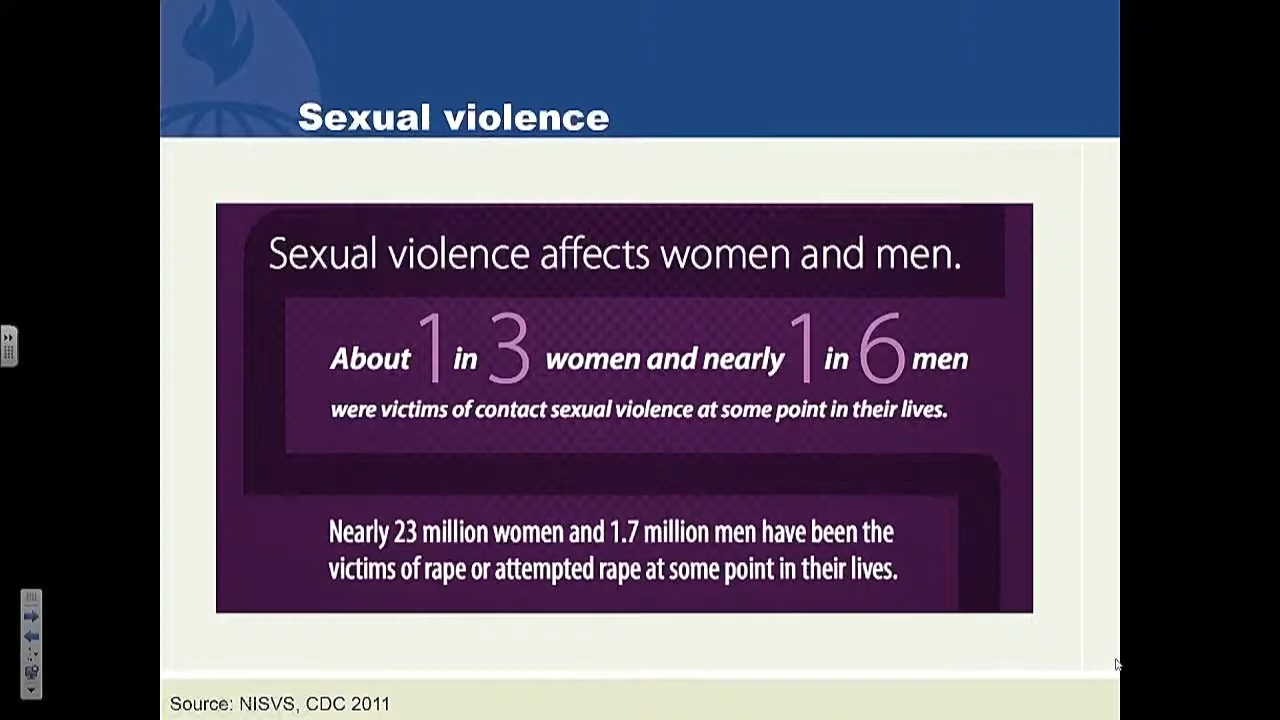 Sexual violence
Sexual violence affects women and men.
About 1 in 3 women and nearly 1 in 6 men
were victims of contact sexual violence at some point in their lives.
Nearly 23 million women and 1.7 million men have been the
victims of rape or attempted rape at some point in their lives.
Source: NISVS, CDC 2011